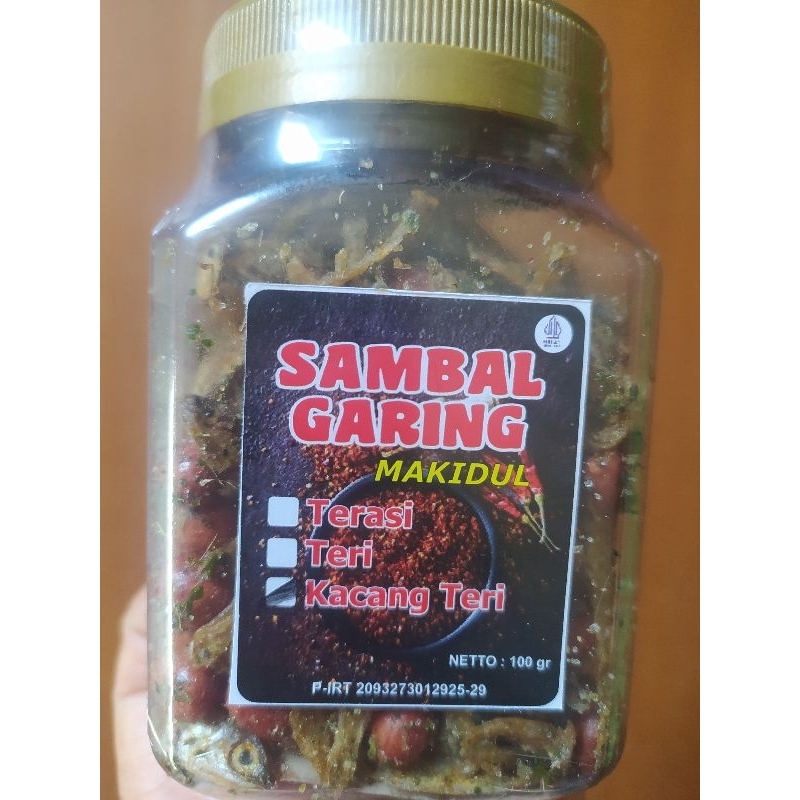 SAMBAL
GARING
MAKIDUL
Terasi
Teri
Kacang Teri
NETTO : 100 gr
P-IRT 2093273012925-29